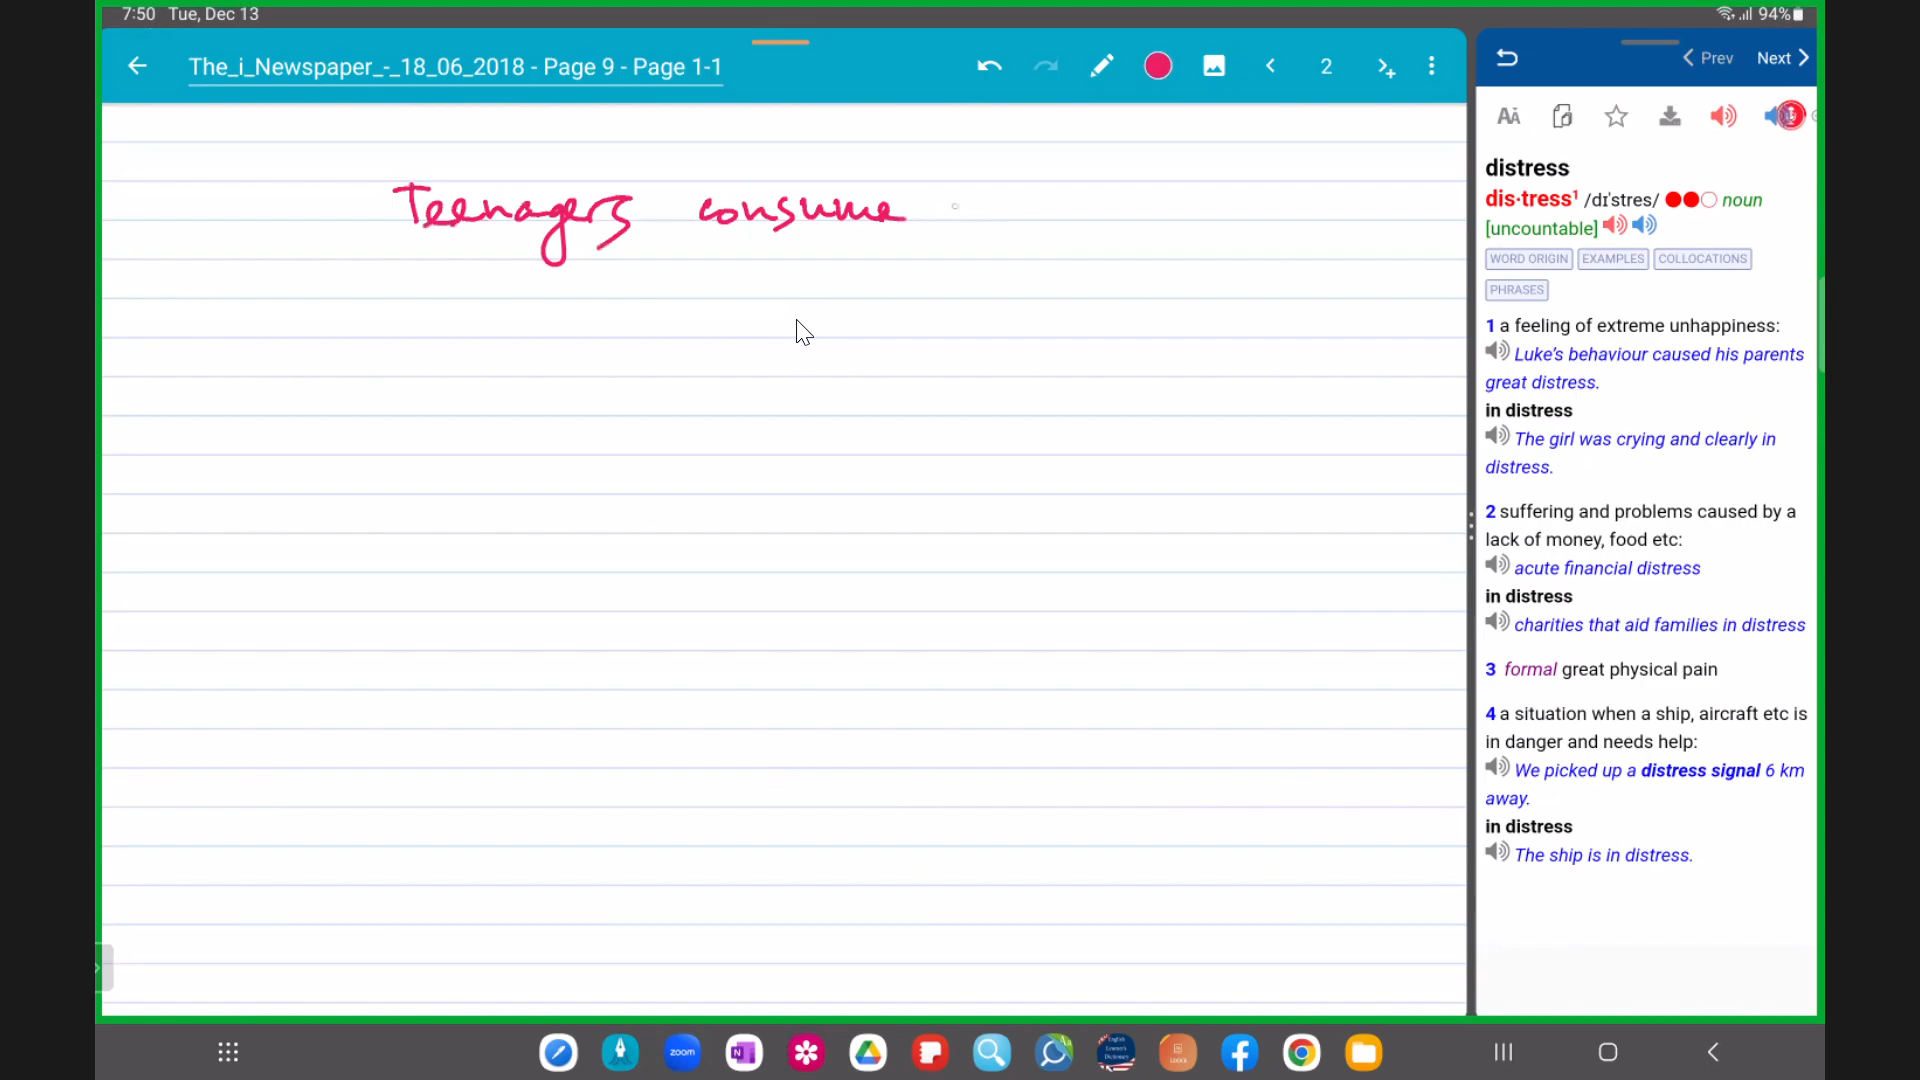 7:50 Tue, Dec 13
94%
The_i_Newspaper_-_18_06_2018 - Page 9 - Page 1-1
2
Teenagers consume
Prev Next
AA
distress
dis·tress¹ /dɪˈstres/ noun
[uncountable]
WORD ORIGIN EXAMPLES COLLOCATIONS
PHRASES
1 a feeling of extreme unhappiness:
Luke's behaviour caused his parents
great distress.
in distress
The girl was crying and clearly in
distress.
2 suffering and problems caused by a
lack of money, food etc:
acute financial distress
in distress
charities that aid families in distress
3 formal great physical pain
4 a situation when a ship, aircraft etc is
in danger and needs help:
We picked up a distress signal 6 km
away.
in distress
The ship is in distress.
zoom
N